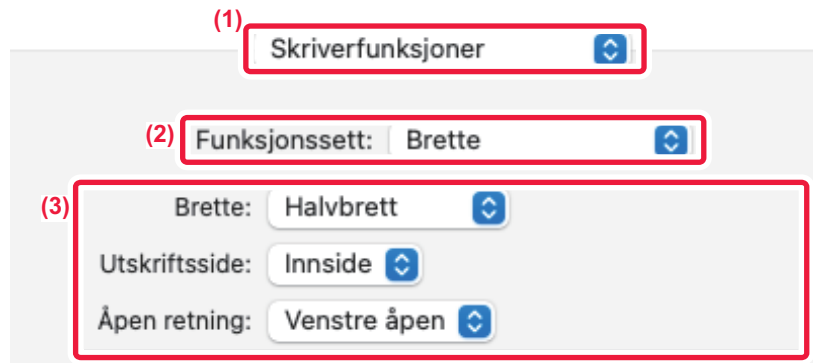 (1)
Skriverfunksjoner
(2) Funksjonssett: Brette
(3) Brette: Halvbrett
Utskriftsside: Innside
Åpen retning: Venstre åpen